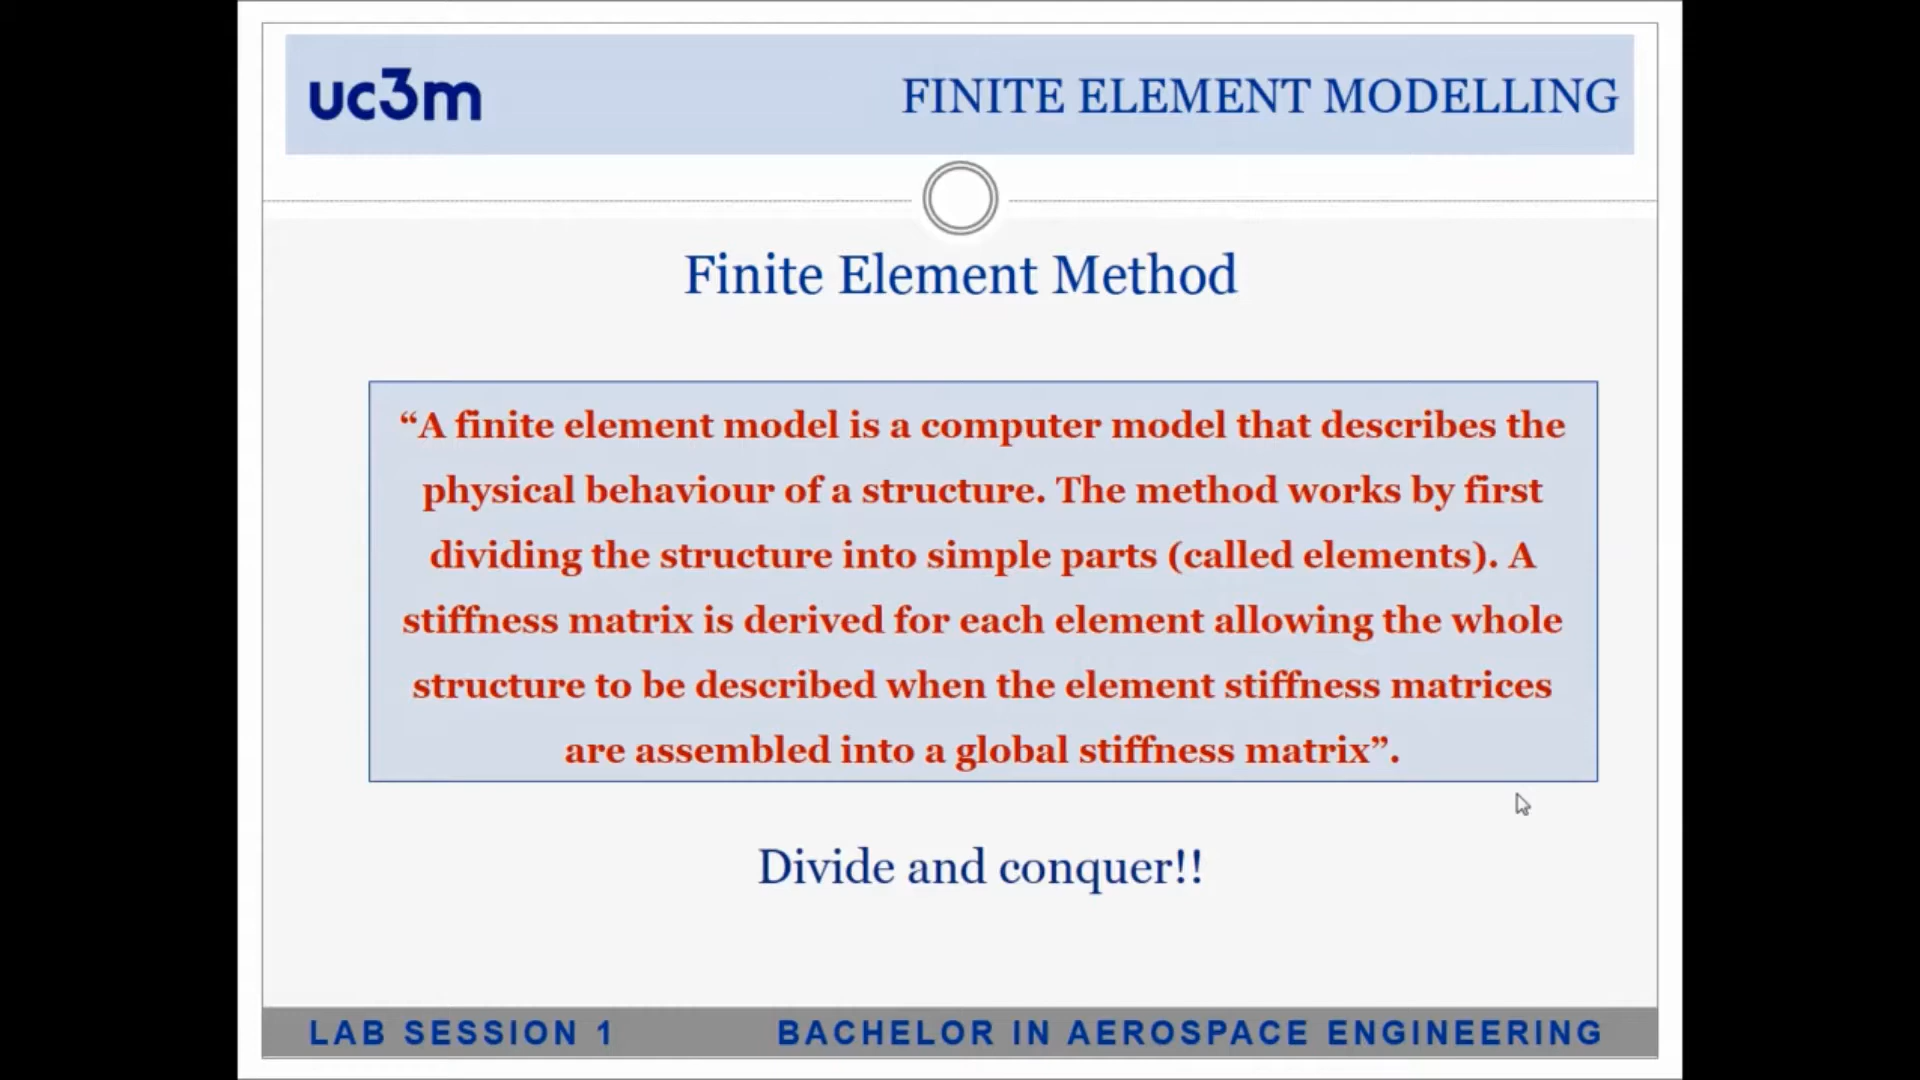 uc3m
FINITE ELEMENT MODELLING
Finite Element Method
“A finite element model is a computer model that describes the
physical behaviour of a structure. The method works by first
dividing the structure into simple parts (called elements). A
stiffness matrix is derived for each element allowing the whole
structure to be described when the element stiffness matrices
are assembled into a global stiffness matrix”.
Divide and conquer!!
LAB SESSION 1
BACHELOR IN AEROSPACE ENGINEERING